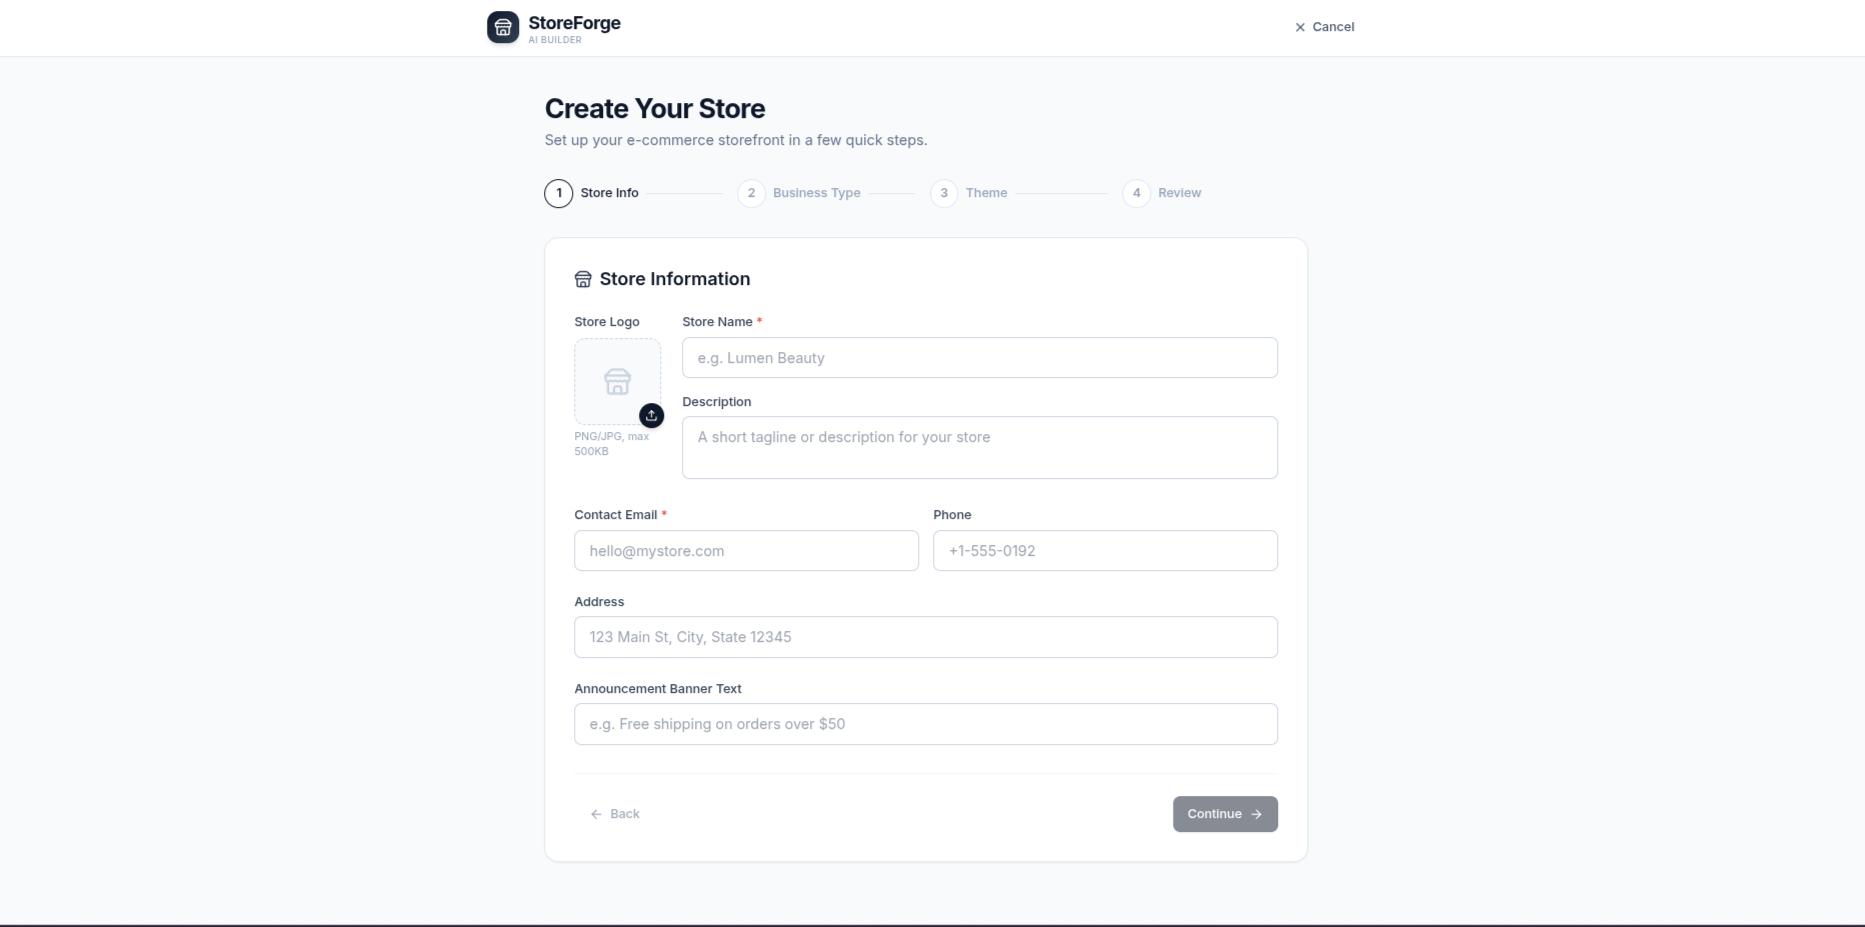 StoreForge
AI BUILDER
Cancel
Create Your Store
Set up your e-commerce storefront in a few quick steps.
1 Store Info 2 Business Type 3 Theme 4 Review
Store Information
Store Logo
PNG/JPG, max
500KB
Store Name *
e.g. Lumen Beauty
Description
A short tagline or description for your store
Contact Email *
hello@mystore.com
Phone
+1-555-0192
Address
123 Main St, City, State 12345
Announcement Banner Text
e.g. Free shipping on orders over $50
Back
Continue